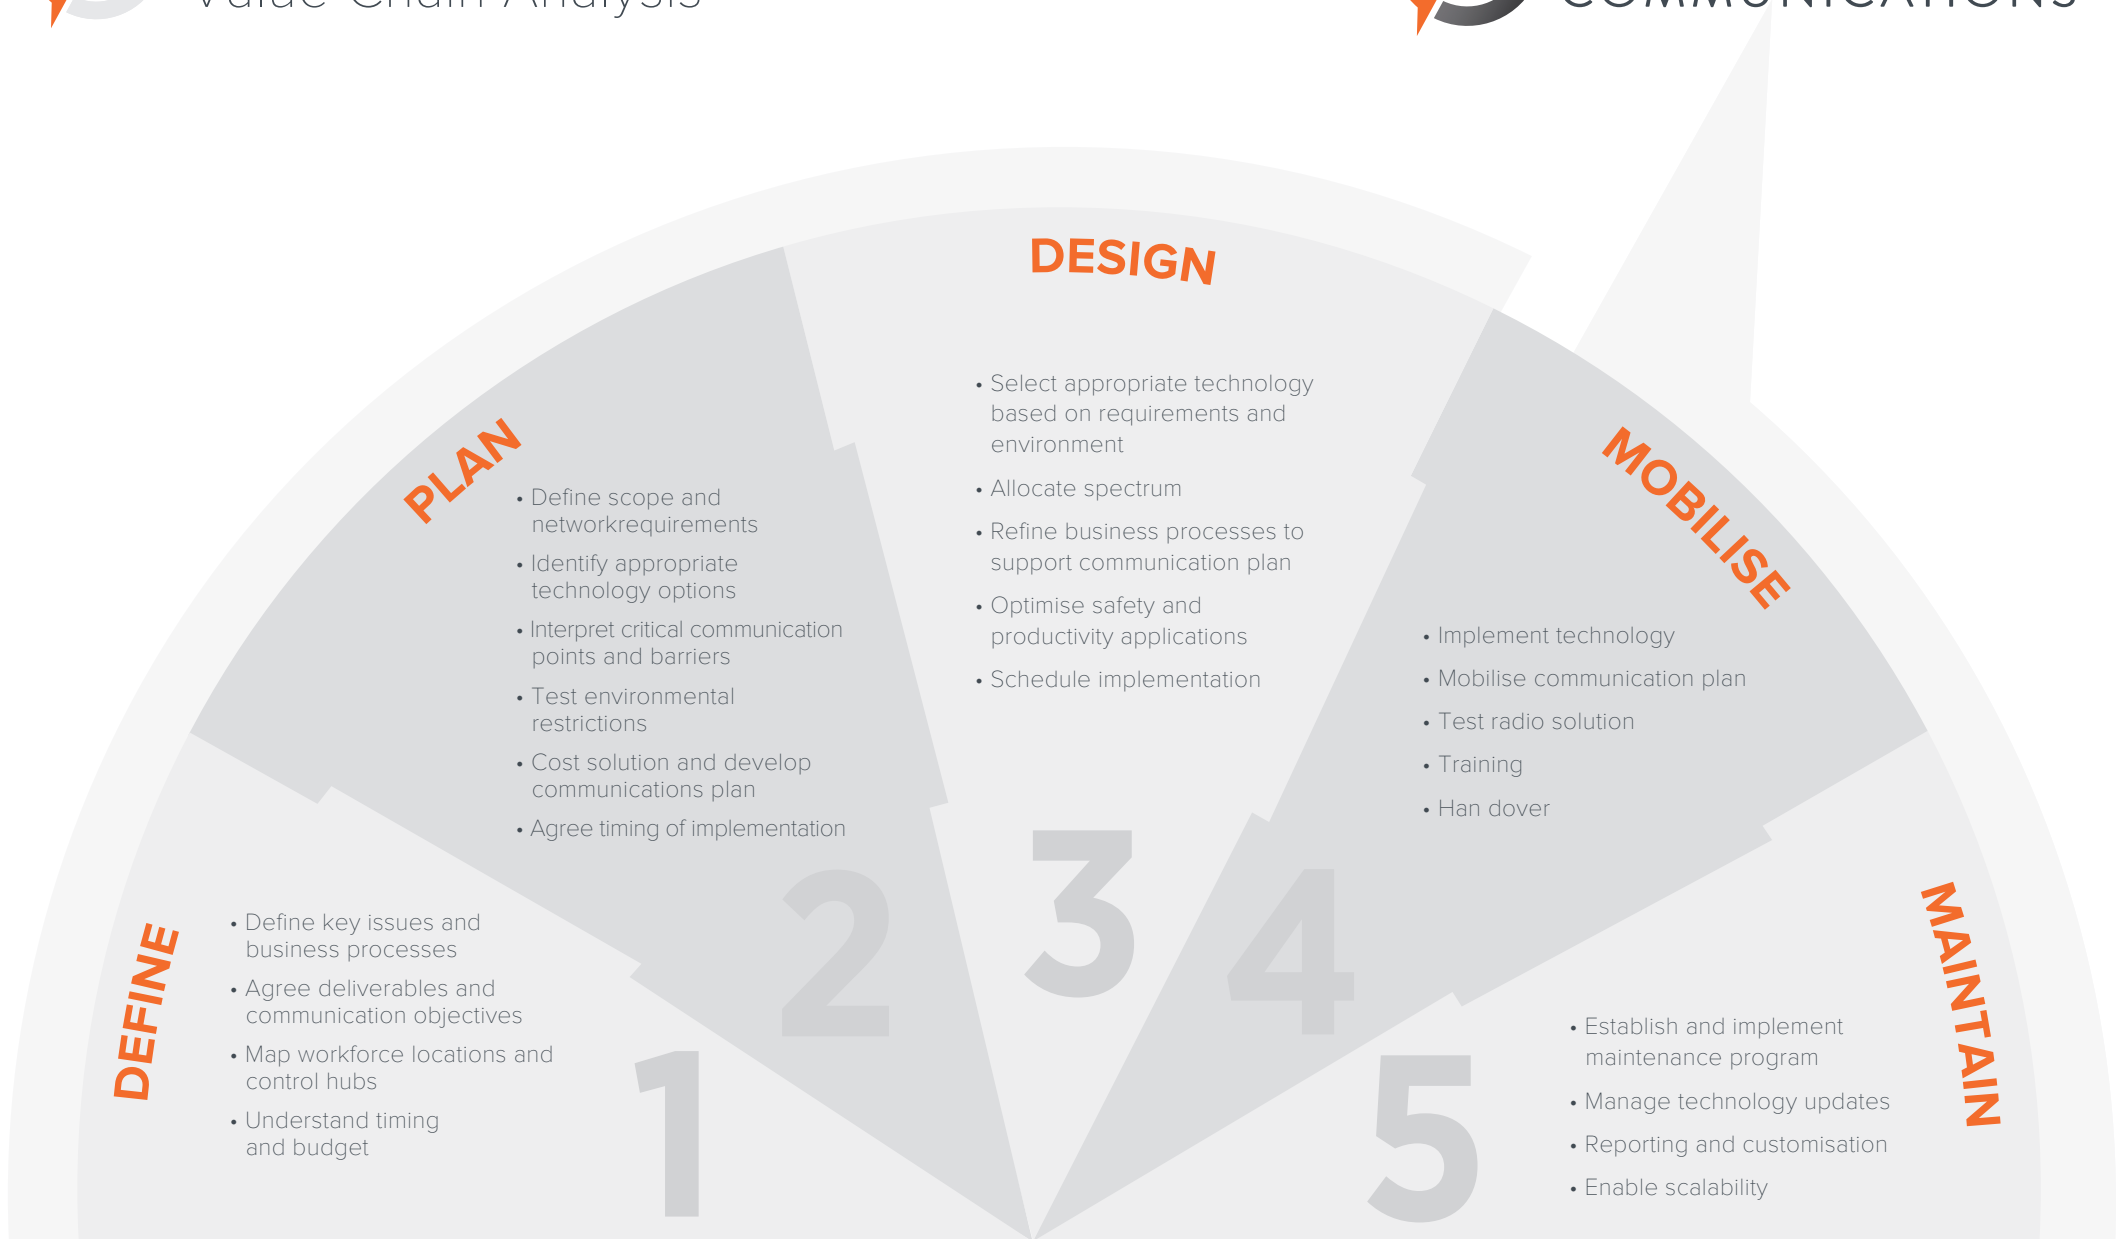 Value Chain Analysis
COMMUNICATIONS
DEFINE
• Define key issues and
business processes
• Agree deliverables and
communication objectives
• Map workforce locations and
control hubs
• Understand timing
and budget
1
PLAN
• Define scope and
networkrequirements
• Identify appropriate
technology options
• Interpret critical communication
points and barriers
• Test environmental
restrictions
• Cost solution and develop
communications plan
• Agree timing of implementation
2
DESIGN
• Select appropriate technology
based on requirements and
environment
• Allocate spectrum
• Refine business processes to
support communication plan
• Optimise safety and
productivity applications
• Schedule implementation
3
MOBILISE
• Implement technology
• Mobilise communication plan
• Test radio solution
• Training
• Han dover
4
MAINTAIN
• Establish and implement
maintenance program
• Manage technology updates
• Reporting and customisation
• Enable scalability
5